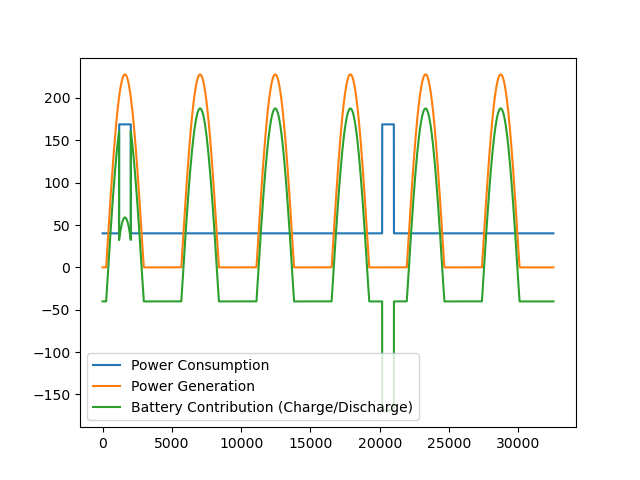 200
150
100
50
0
−50
−100
−150
Power Consumption
Power Generation
Battery Contribution (Charge/Discharge)
0 5000 10000 15000 20000 25000 30000